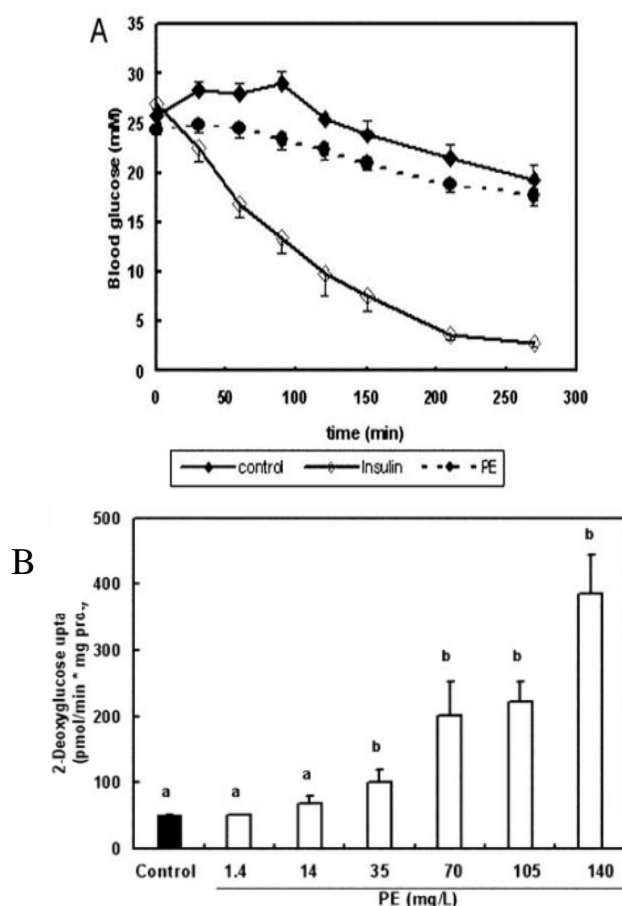 A
Blood glucose (mM)
35
30
25
20
15
10
5
0
0 50 100 150 200 250 300
time (min)
control Insulin PE
B
2-Deoxyglucose upta
(pmol/min * mg pro
500
400
300
200
100
50
0
a a a b b b b
Control 1.4 14 35 70 105 140
PE (mg/L)